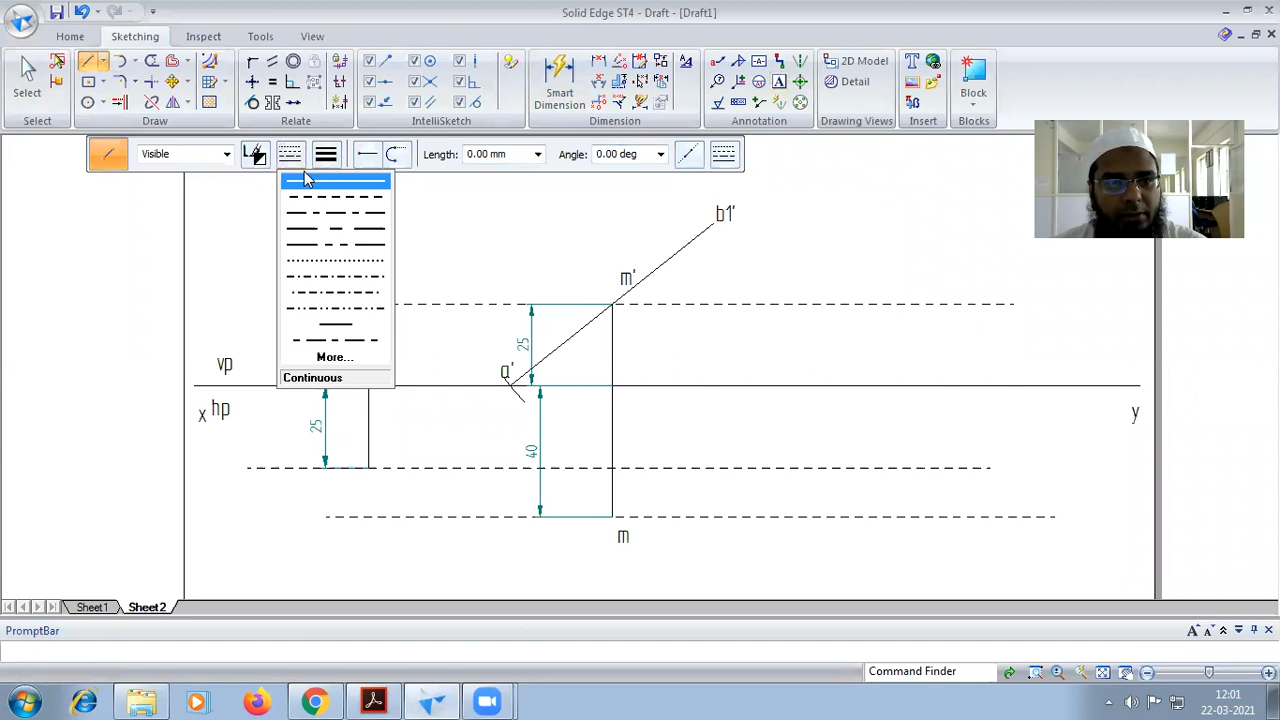 Solid Edge ST4 - Draft - [Draft1]
Home Sketching Inspect Tools View
Select
Smart Dimension
2D Model
Detail
Block
Select Draw Relate IntelliSketch Dimension Annotation Drawing Views Insert Blocks
Visible Length: 0.00 mm Angle: 0.00 deg
More...
Continuous
b1'
m'
25
a'
vp
x hp
y
25
40
m
Sheet1 Sheet2
PromptBar
Command Finder
12:01
22-03-2021